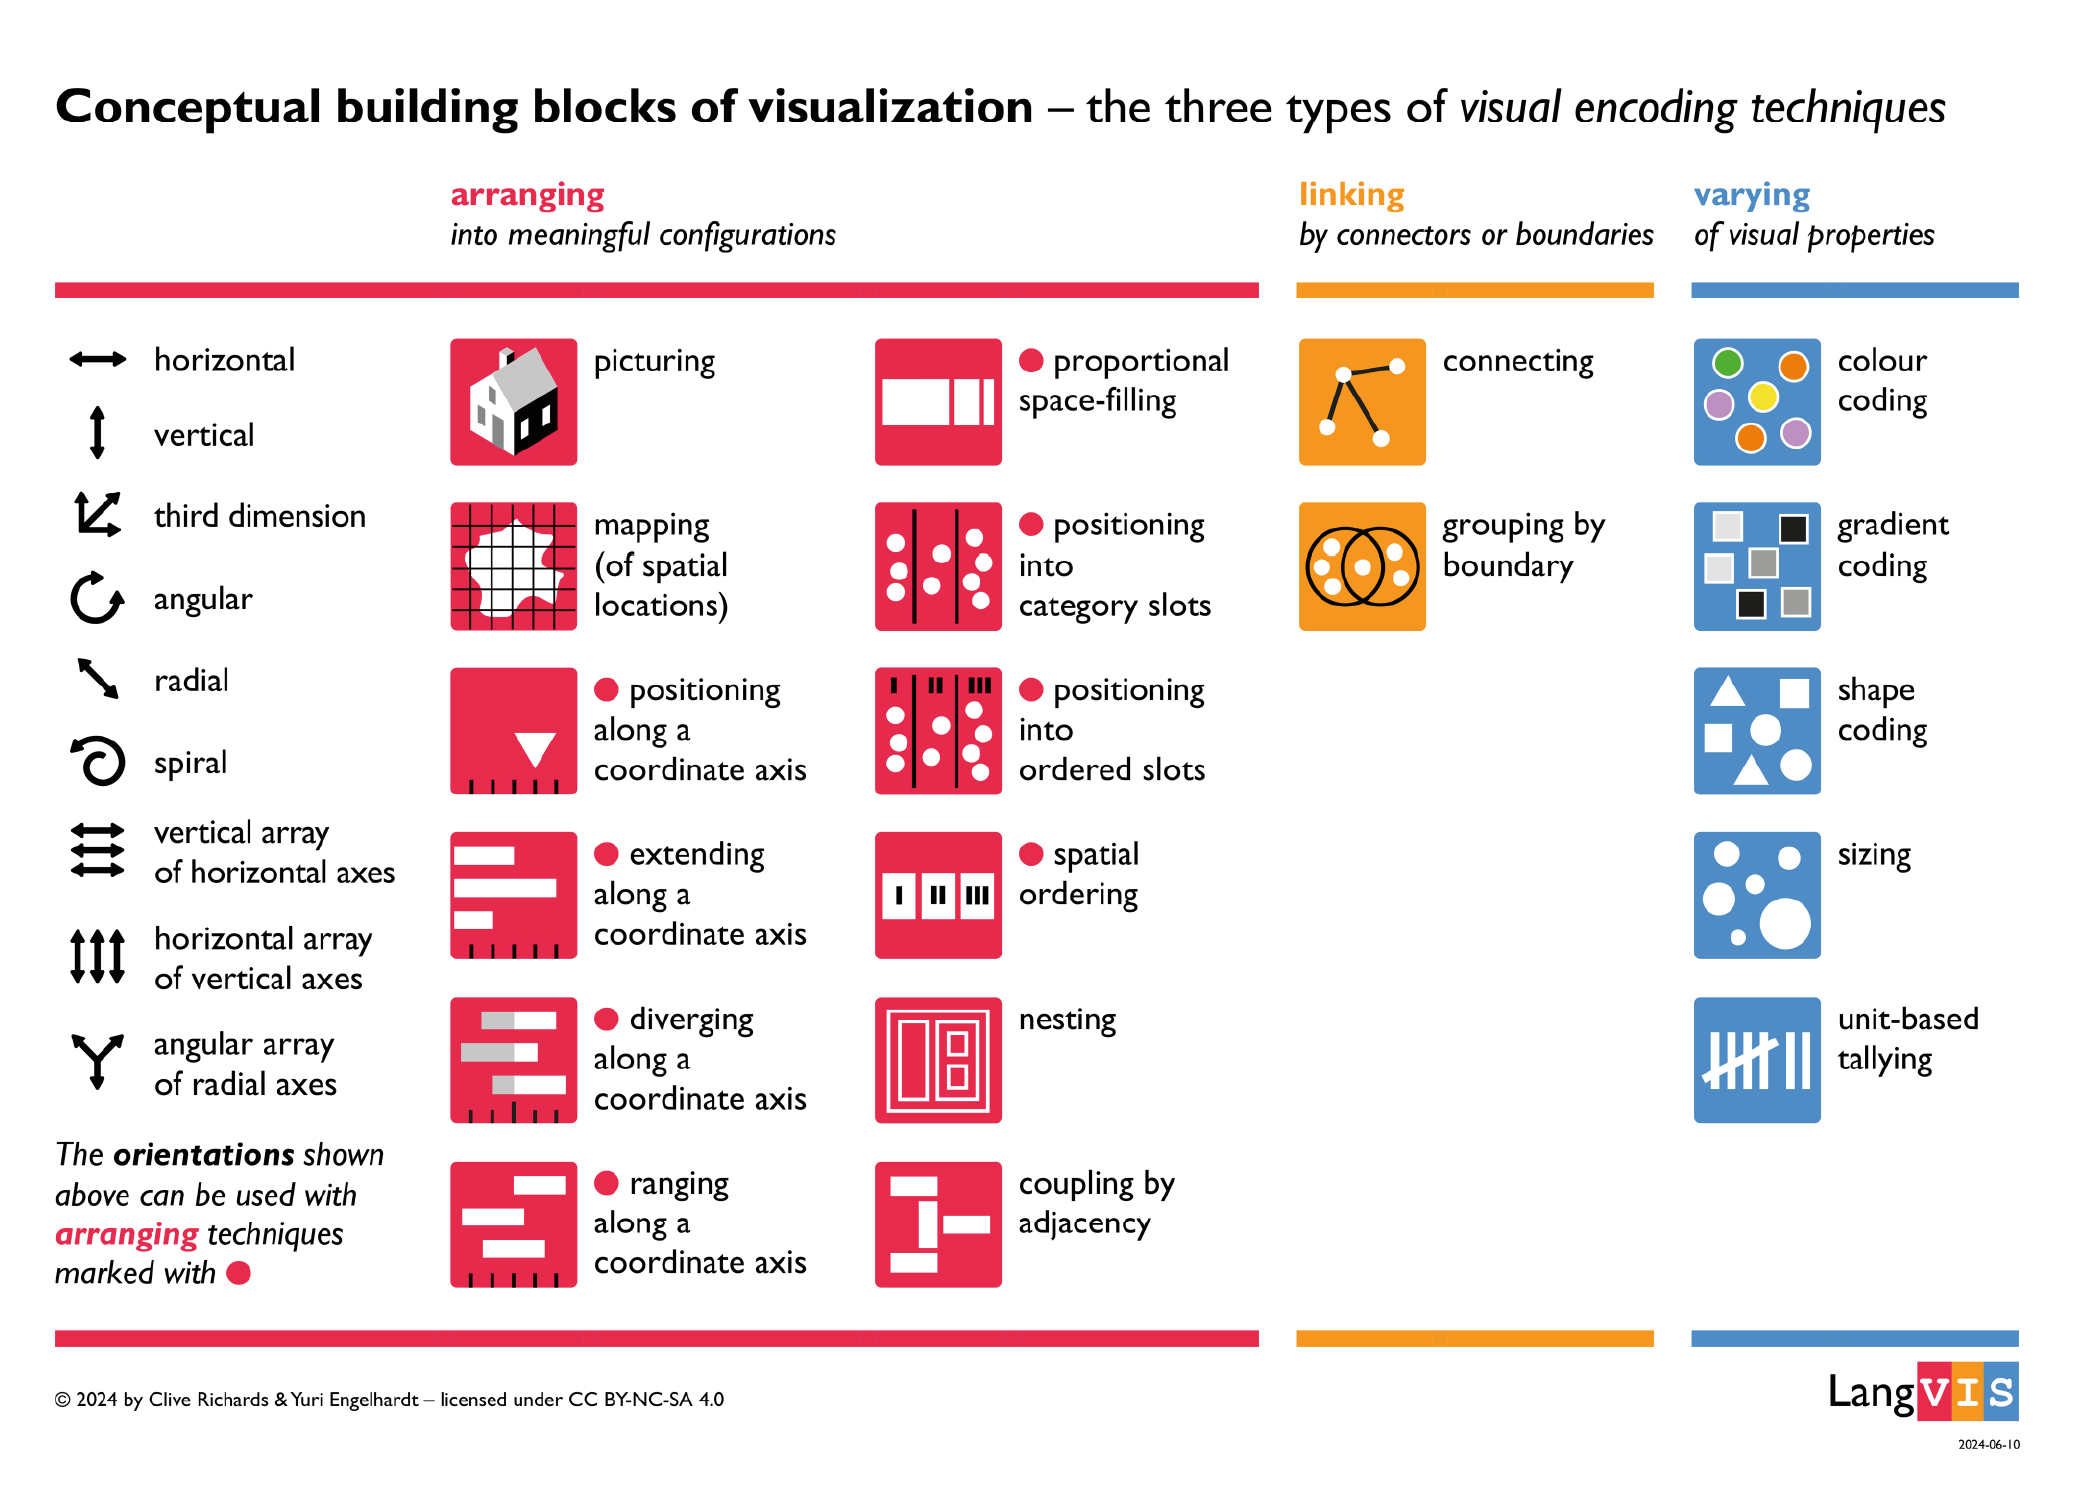 Conceptual building blocks of visualization – the three types of visual encoding techniques
arranging
into meaningful configurations
linking
by connectors or boundaries
varying
of visual properties
horizontal
vertical
third dimension
angular
radial
spiral
vertical array
of horizontal axes
horizontal array
of vertical axes
angular array
of radial axes
The orientations shown
above can be used with
arranging techniques
marked with
picturing
mapping
(of spatial
locations)
positioning
along a
coordinate axis
extending
along a
coordinate axis
diverging
along a
coordinate axis
ranging
along a
coordinate axis
proportional
space-filling
positioning
into
category slots
I II III
positioning
into
ordered slots
I II III
spatial
ordering
nesting
coupling by
adjacency
connecting
grouping by
boundary
colour
coding
gradient
coding
shape
coding
sizing
unit-based
tallying
© 2024 by Clive Richards & Yuri Engelhardt – licensed under CC BY-NC-SA 4.0
LangVIS
2024-06-10